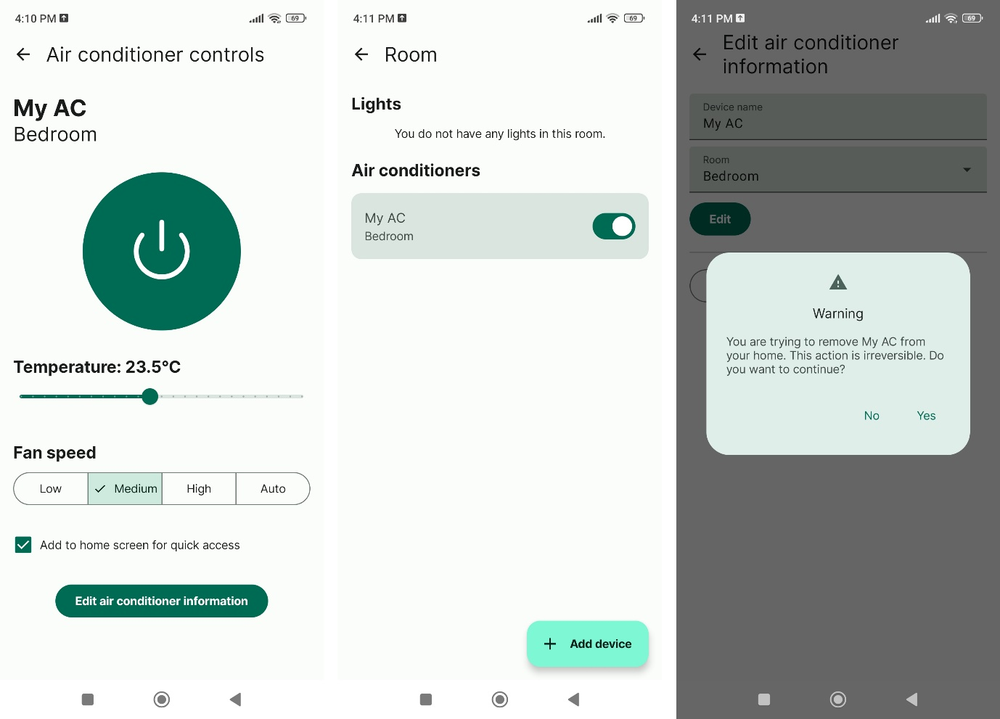 4:10 PM
69
Air conditioner controls
My AC
Bedroom
Temperature: 23.5°C
Fan speed
Low
Medium
High
Auto
Add to home screen for quick access
Edit air conditioner information
4:11 PM
69
Room
Lights
You do not have any lights in this room.
Air conditioners
My AC
Bedroom
Add device
4:11 PM
69
Edit air conditioner
information
Device name
My AC
Room
Bedroom
Edit
Warning
You are trying to remove My AC from
your home. This action is irreversible. Do
you want to continue?
No
Yes